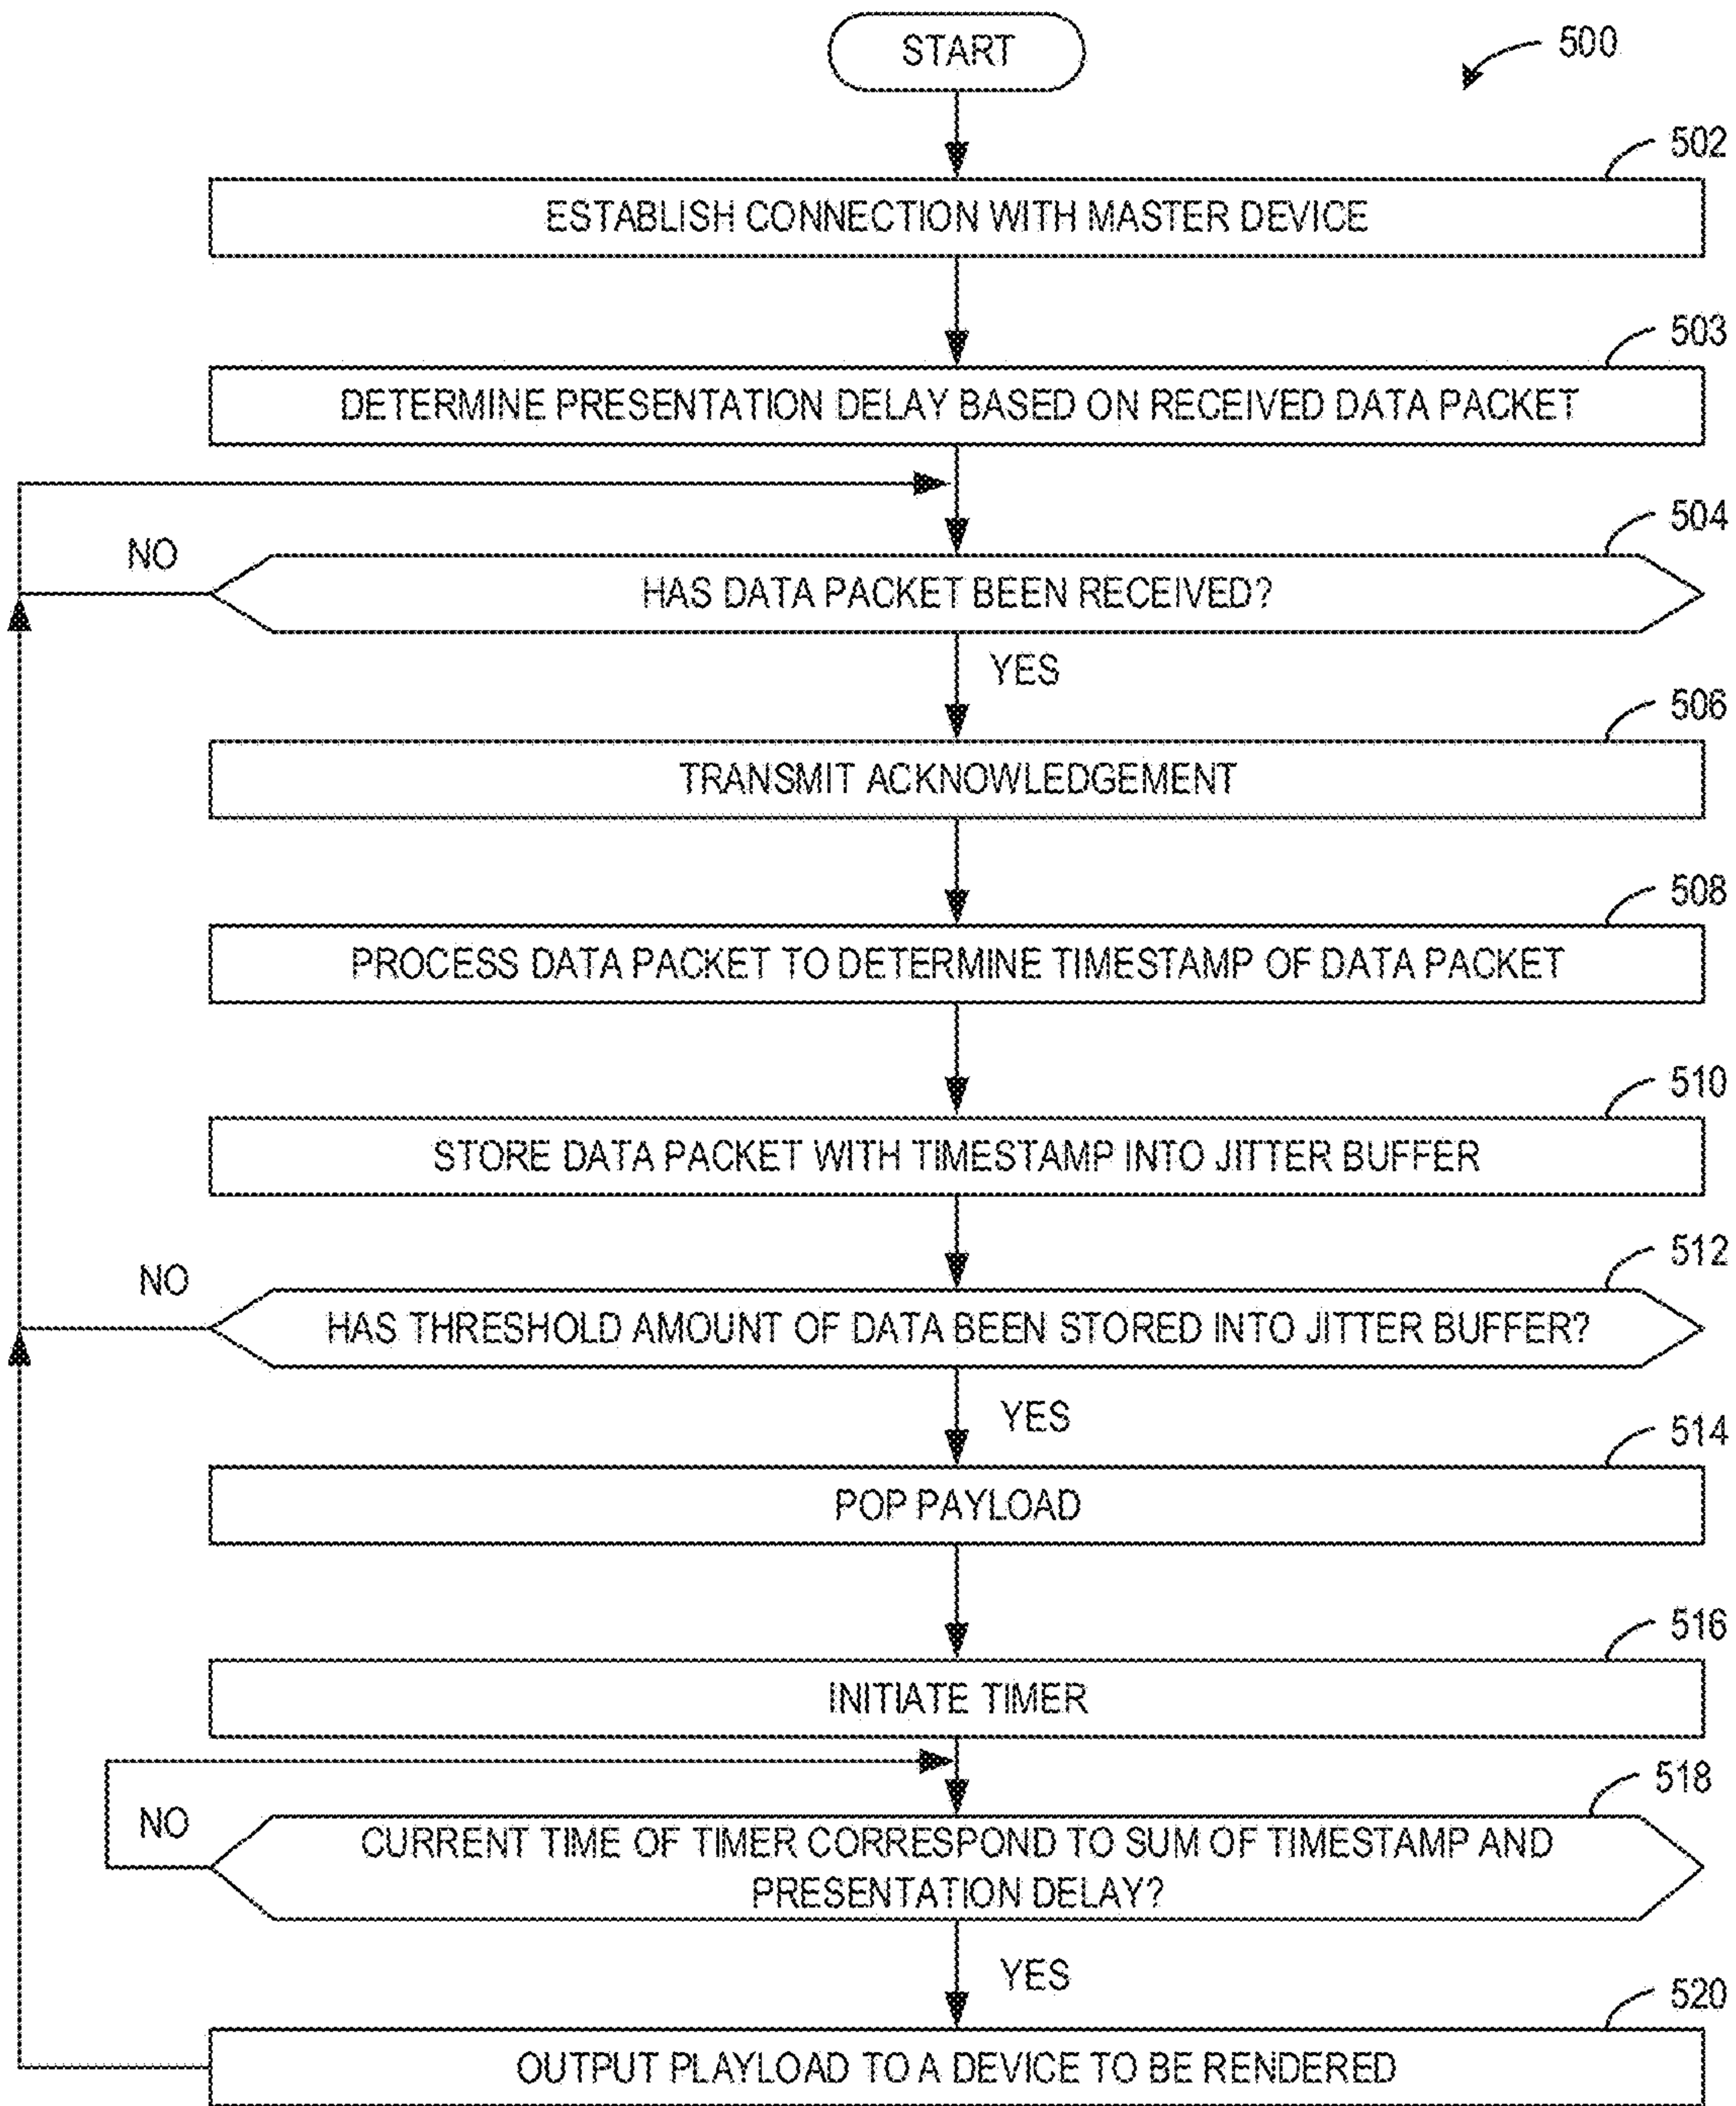 START
500
502
ESTABLISH CONNECTION WITH MASTER DEVICE
503
DETERMINE PRESENTATION DELAY BASED ON RECEIVED DATA PACKET
504
NO
HAS DATA PACKET BEEN RECEIVED?
YES
506
TRANSMIT ACKNOWLEDGEMENT
508
PROCESS DATA PACKET TO DETERMINE TIMESTAMP OF DATA PACKET
510
STORE DATA PACKET WITH TIMESTAMP INTO JITTER BUFFER
512
NO
HAS THRESHOLD AMOUNT OF DATA BEEN STORED INTO JITTER BUFFER?
YES
514
POP PAYLOAD
516
INITIATE TIMER
518
NO
CURRENT TIME OF TIMER CORRESPOND TO SUM OF TIMESTAMP AND
PRESENTATION DELAY?
YES
520
OUTPUT PLAYLOAD TO A DEVICE TO BE RENDERED